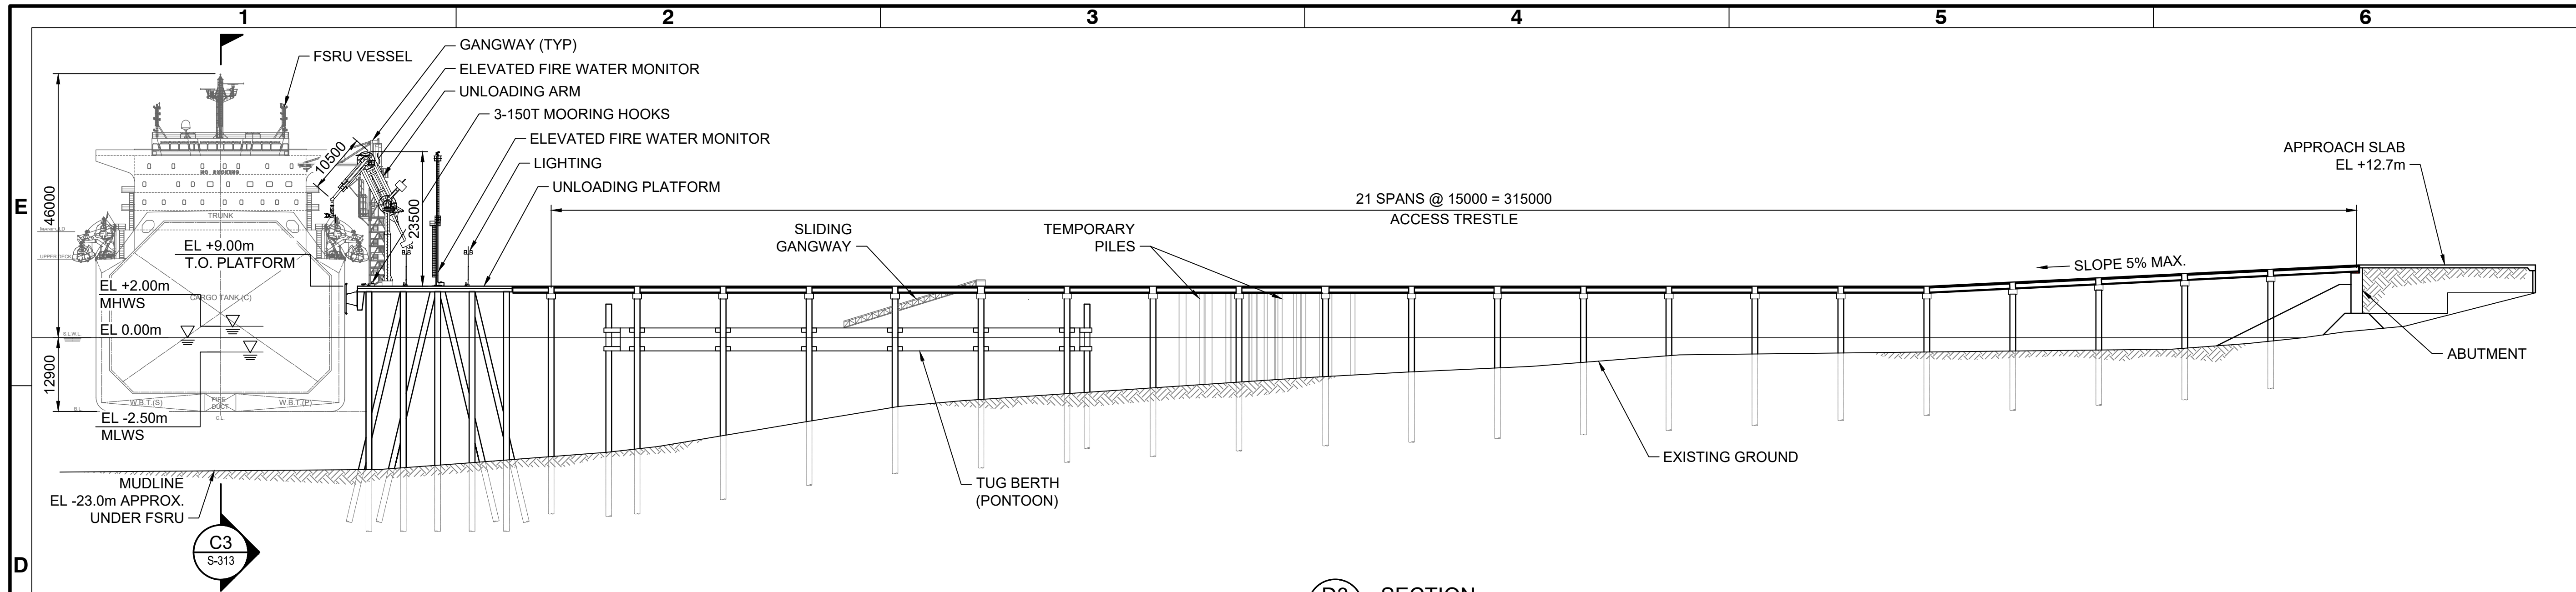 1 2 3 4 5 6
GANGWAY (TYP)
FSRU VESSEL
ELEVATED FIRE WATER MONITOR
UNLOADING ARM
3-150T MOORING HOOKS
ELEVATED FIRE WATER MONITOR
LIGHTING
UNLOADING PLATFORM
APPROACH SLAB
EL +12.7m
10500
NO SMOKING
E
46000
23500
21 SPANS @ 15000 = 315000
ACCESS TRESTLE
TRUNK
SLIDING
GANGWAY
TEMPORARY
PILES
EL +9.00m
T.O. PLATFORM
UPPER DECK
SLOPE 5% MAX.
EL +2.00m
MHWS
CARGO TANK (C)
EL 0.00m
S.L.W.L.
12900
ABUTMENT
W.B.T.(S)
PIPE
DUCT
W.B.T.(P)
B.L.
C.L.
EL -2.50m
MLWS
EXISTING GROUND
MUDLINE
EL -23.0m APPROX.
UNDER FSRU
TUG BERTH
(PONTOON)
C3
S-313
D
SECTION